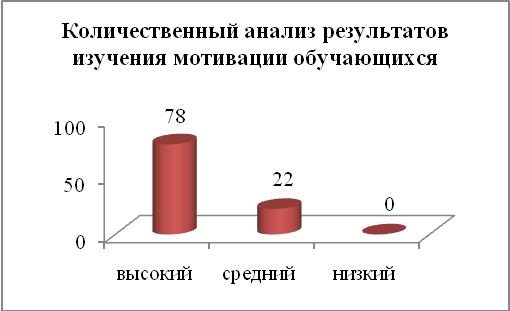 Количественный анализ результатов
изучения мотивации обучающихся
78
22
0
100
50
0
высокий средний низкий